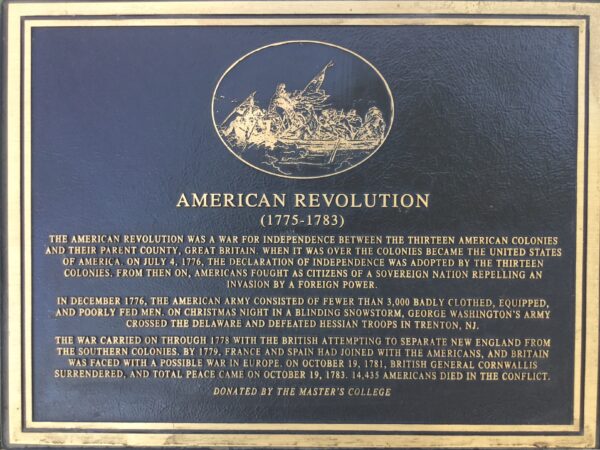 AMERICAN REVOLUTION
(1775-1783)
THE AMERICAN REVOLUTION WAS A WAR FOR INDEPENDENCE BETWEEN THE THIRTEEN AMERICAN COLONIES
AND THEIR PARENT COUNTY, GREAT BRITAIN. WHEN IT WAS OVER THE COLONIES BECAME THE UNITED STATES
OF AMERICA. ON JULY 4, 1776, THE DECLARATION OF INDEPENDENCE WAS ADOPTED BY THE THIRTEEN
COLONIES. FROM THEN ON, AMERICANS FOUGHT AS CITIZENS OF A SOVEREIGN NATION REPELLING AN
INVASION BY A FOREIGN POWER.
IN DECEMBER 1776, THE AMERICAN ARMY CONSISTED OF FEWER THAN 3,000 BADLY CLOTHED, EQUIPPED,
AND POORLY FED MEN. ON CHRISTMAS NIGHT IN A BLINDING SNOWSTORM, GEORGE WASHINGTON'S ARMY
CROSSED THE DELAWARE AND DEFEATED HESSIAN TROOPS IN TRENTON, NJ.
THE WAR CARRIED ON THROUGH 1778 WITH THE BRITISH ATTEMPTING TO SEPARATE NEW ENGLAND FROM
THE SOUTHERN COLONIES. BY 1779, FRANCE AND SPAIN HAD JOINED WITH THE AMERICANS, AND BRITAIN
WAS FACED WITH A POSSIBLE WAR IN EUROPE. ON OCTOBER 19, 1781, BRITISH GENERAL CORNWALLIS
SURRENDERED, AND TOTAL PEACE CAME ON OCTOBER 19, 1783. 14,435 AMERICANS DIED IN THE CONFLICT.
DONATED BY THE MASTER'S COLLEGE